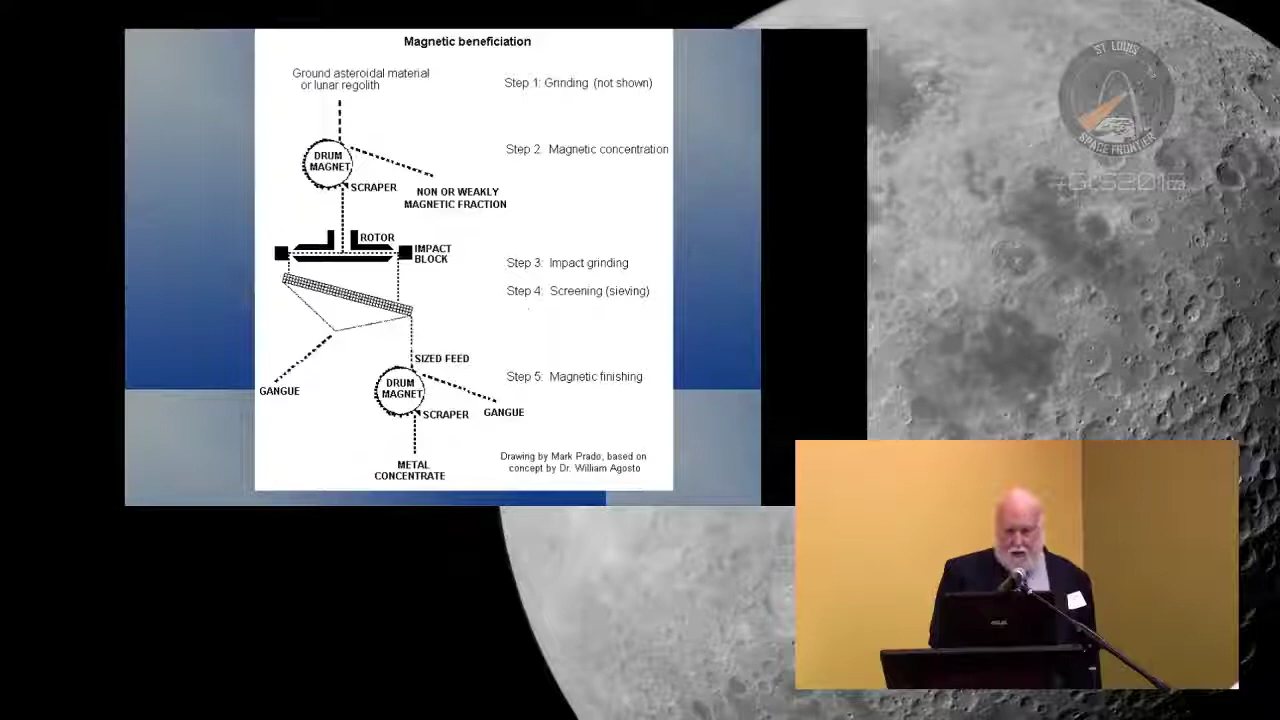 Magnetic beneficiation
Ground asteroidal material
or lunar regolith
Step 1: Grinding (not shown)
DRUM
MAGNET
Step 2: Magnetic concentration
SCRAPER
NON OR WEAKLY
MAGNETIC FRACTION
ROTOR
IMPACT
BLOCK
Step 3: Impact grinding
Step 4: Screening (sieving)
SIZED FEED
Step 5: Magnetic finishing
GANGUE
DRUM
MAGNET
SCRAPER
GANGUE
METAL
CONCENTRATE
Drawing by Mark Prado, based on
concept by Dr. William Agosto
ST LOUIS
SPACE FRONTIER